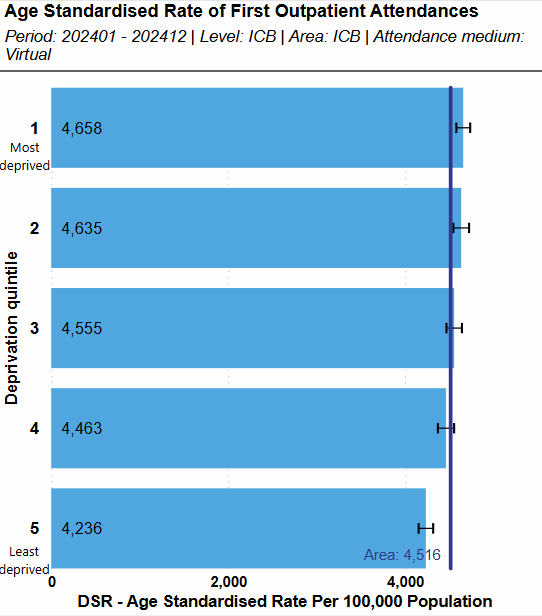 Age Standardised Rate of First Outpatient Attendances
Period: 202401 - 202412 | Level: ICB | Area: ICB | Attendance medium:
Virtual
Deprivation quintile
1
Most
deprived
4,658
2
4,635
3
4,555
4
4,463
5
Least
deprived
4,236
Area: 4,516
0
2,000
4,000
DSR - Age Standardised Rate Per 100,000 Population